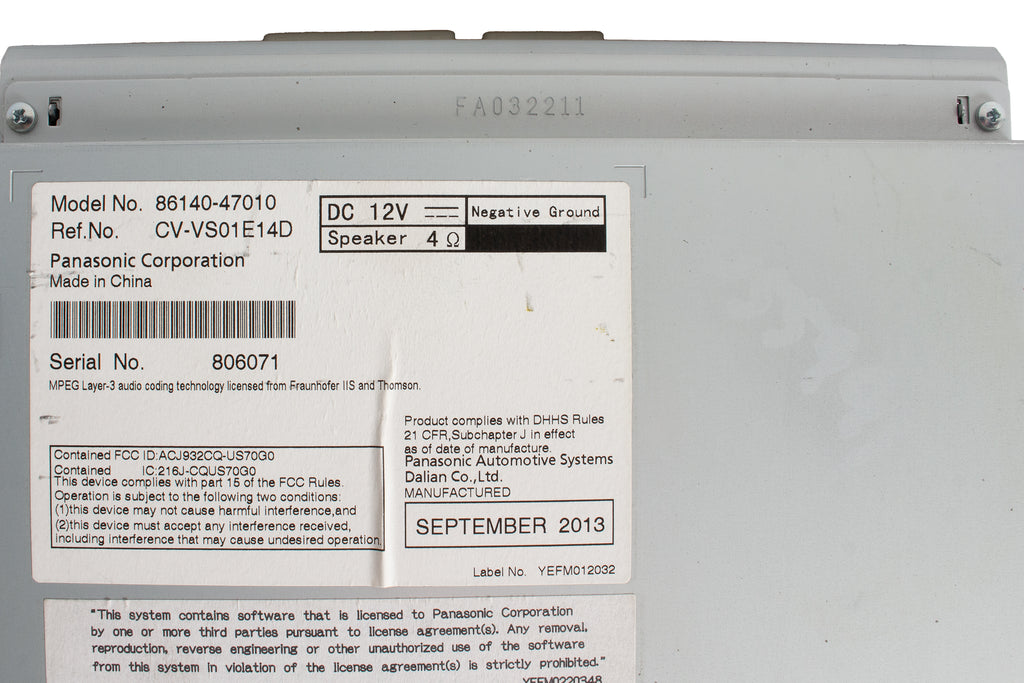 FA032211
Model No. 86140-47010
Ref.No. CV-VS01E14D
DC 12V
Negative Ground
Speaker 4 Ω
Panasonic Corporation
Made in China
Serial No. 806071
MPEG Layer-3 audio coding technology licensed from Fraunhofer IIS and Thomson.
Contained FCC ID:ACJ932CQ-US70G0
Contained IC:216J-CQUS70G0
This device complies with part 15 of the FCC Rules.
Operation is subject to the following two conditions:
(1)this device may not cause harmful interference,and
(2)this device must accept any interference received,
including interference that may cause undesired operation.
Product complies with DHHS Rules
21 CFR,Subchapter J in effect
as of date of manufacture.
Panasonic Automotive Systems
Dalian Co.,Ltd.
MANUFACTURED
SEPTEMBER 2013
Label No. YEFM012032
"This system contains software that is licensed to Panasonic Corporation
by one or more third parties pursuant to license agreement(s). Any removal,
reproduction, reverse engineering or other unauthorized use of the software
from this system in violation of the license agreement(s) is strictly prohibited."
YEFM0220348